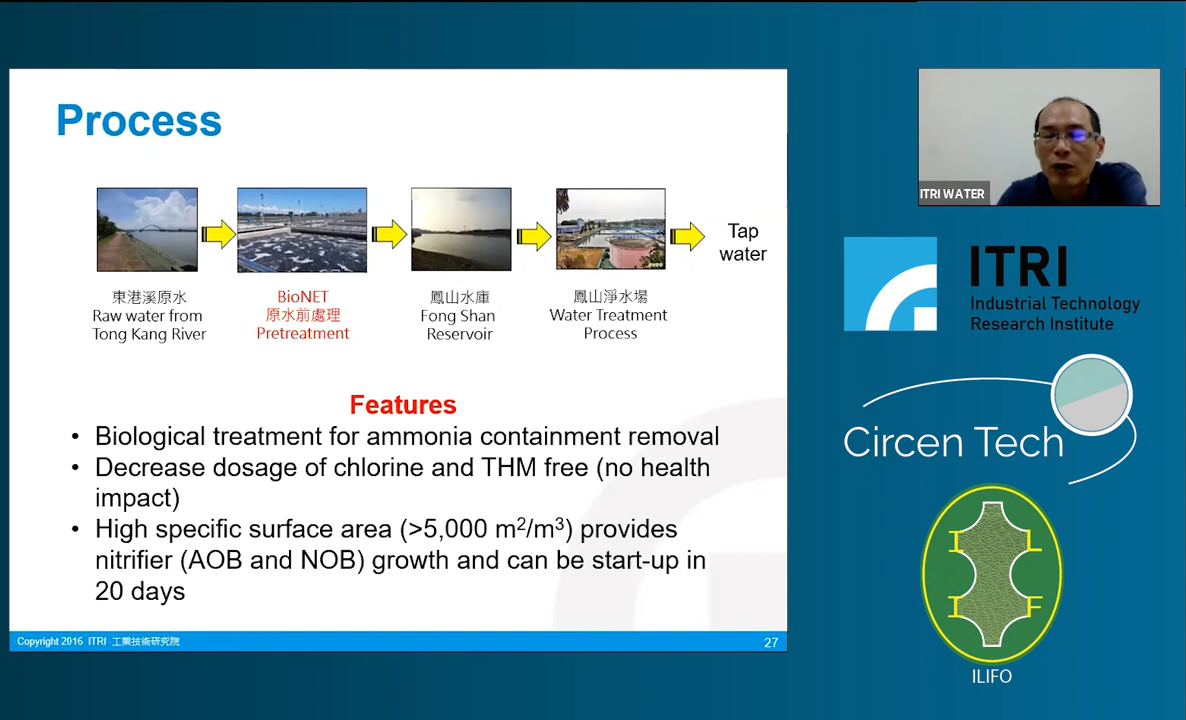 Process
東港溪原水
Raw water from
Tong Kang River
BioNET
原水前處理
Pretreatment
鳳山水庫
Fong Shan
Reservoir
鳳山淨水場
Water Treatment
Process
Tap
water
Features
• Biological treatment for ammonia containment removal
• Decrease dosage of chlorine and THM free (no health
impact)
• High specific surface area (>5,000 m²/m³) provides
nitrifier (AOB and NOB) growth and can be start-up in
20 days
Copyright 2016 ITRI 工業技術研究院
27
ITRI WATER
ITRI
Industrial Technology
Research Institute
Circen Tech
I L
I F
ILIFO